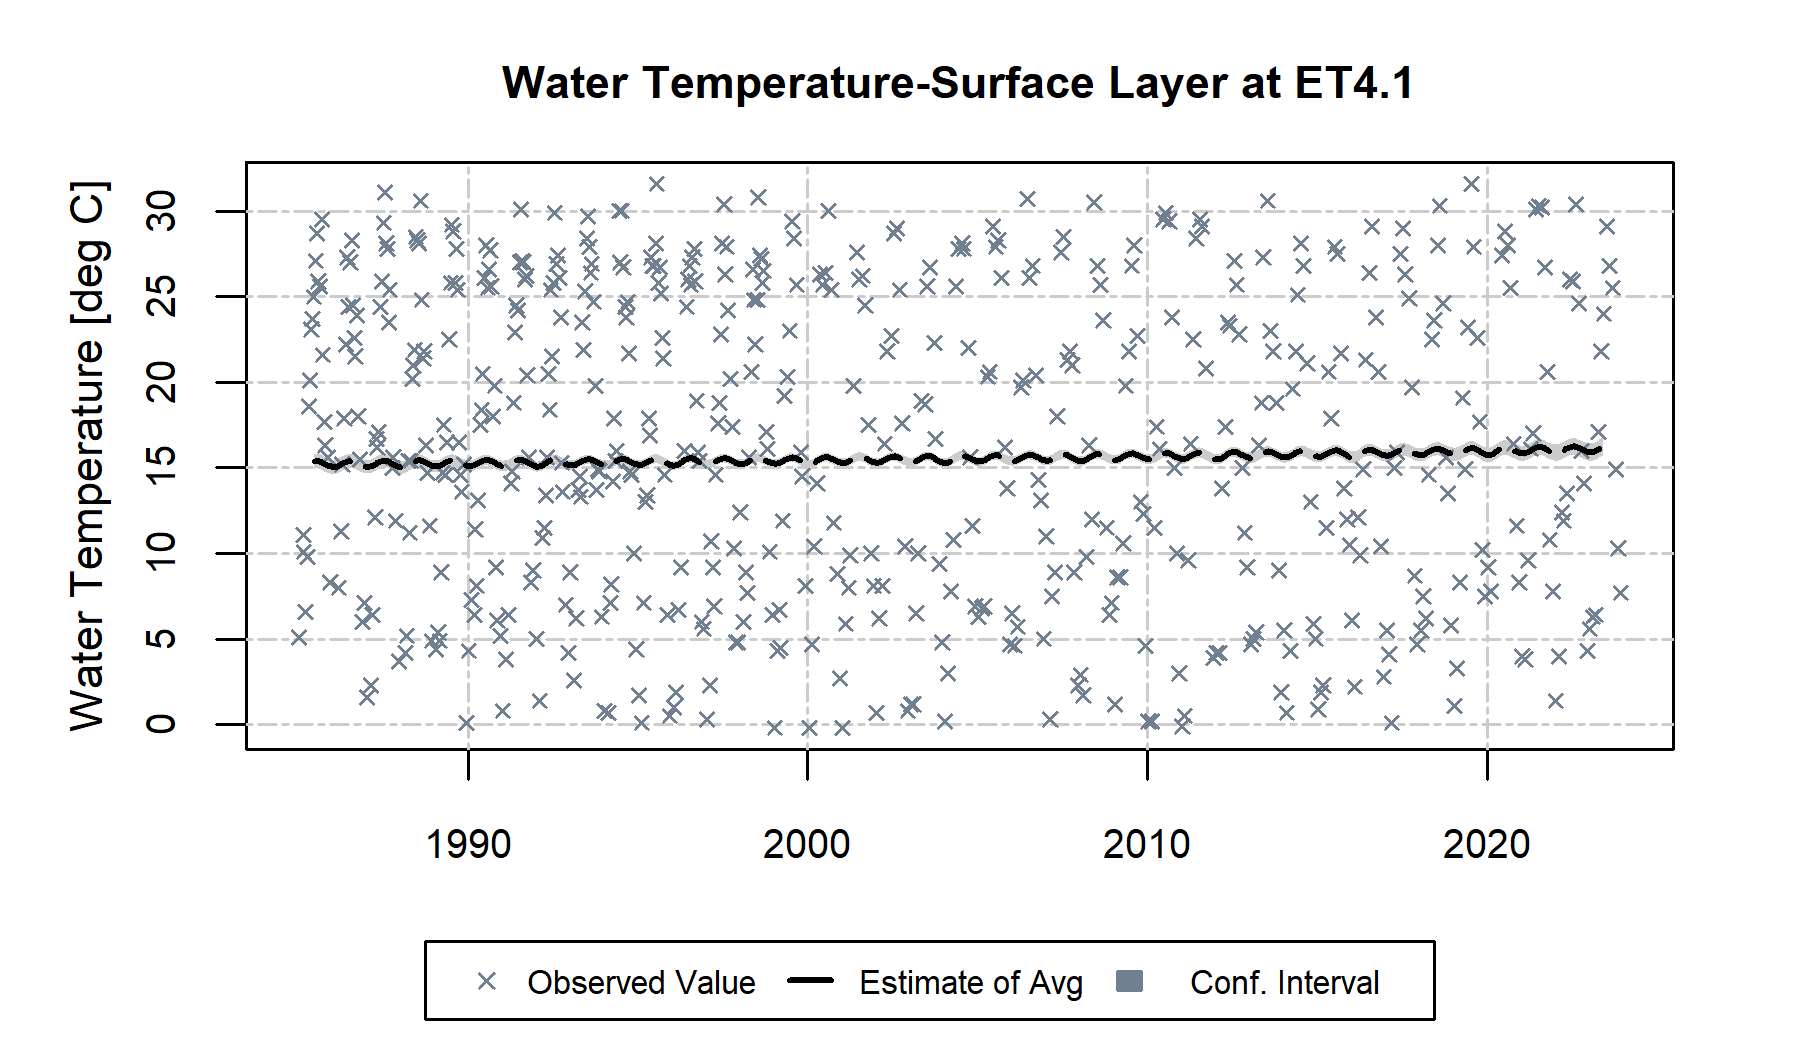 Water Temperature-Surface Layer at ET4.1
Water Temperature [deg C]
30
25
20
15
10
5
0
1990 2000 2010 2020
Observed Value Estimate of Avg Conf. Interval